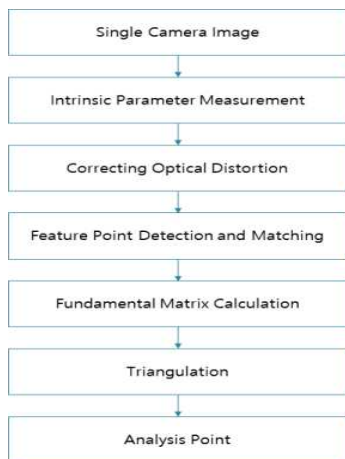 Single Camera Image
Intrinsic Parameter Measurement
Correcting Optical Distortion
Feature Point Detection and Matching
Fundamental Matrix Calculation
Triangulation
Analysis Point